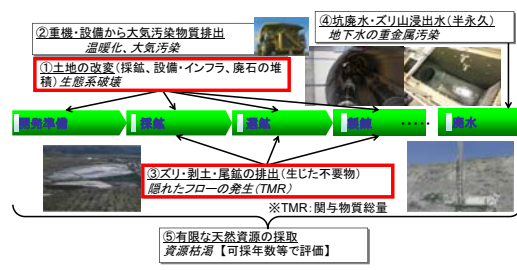 ②重機・設備から大気汚染物質排出
温暖化、大気汚染
④坑廃水・ズリ山浸出水(半永久)
地下水の重金属汚染
①土地の改変(採鉱、設備・インフラ、廃石の堆
積)生態系破壊
開発準備
採鉱
選鉱
製錬
・・・・・
廃水
③ズリ・剥土・尾鉱の排出(生じた不要物)
隠れたフローの発生(TMR)
※TMR:関与物質総量
⑤有限な天然資源の採取
資源枯渇【可採年数等で評価】